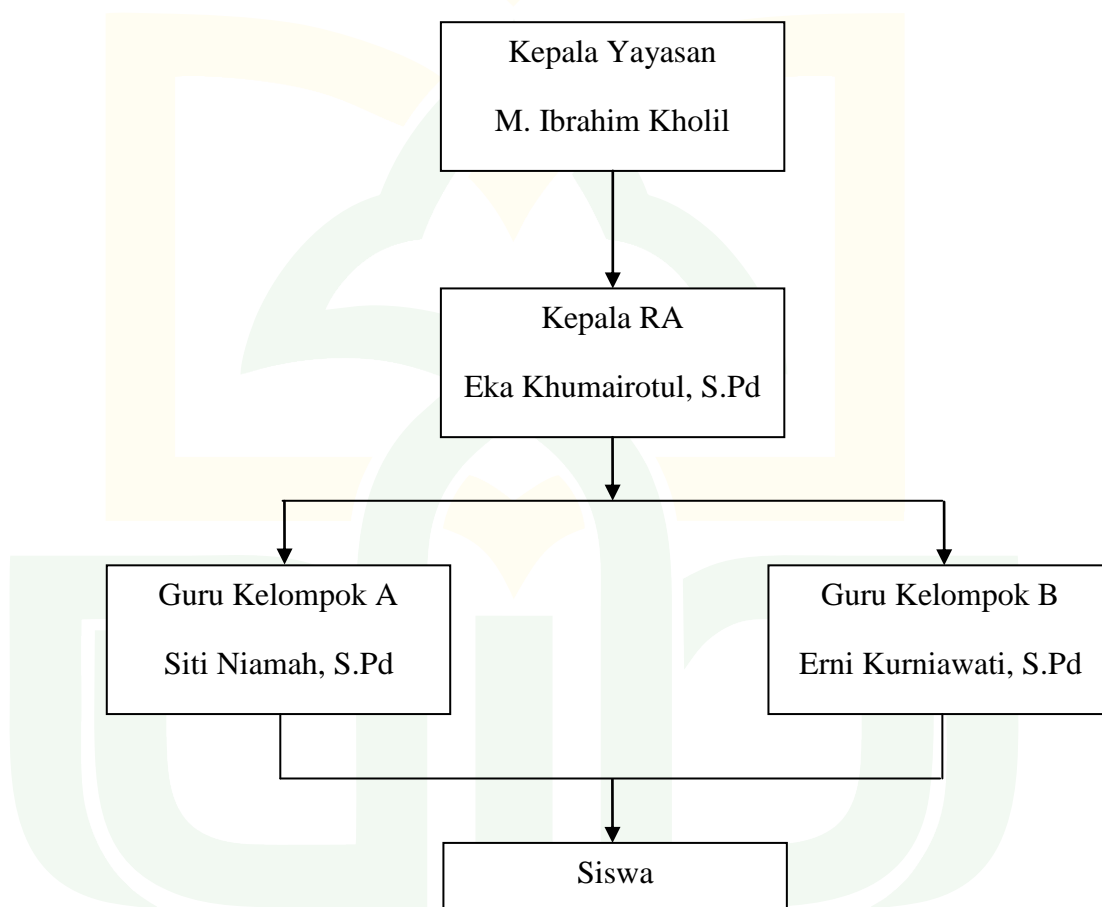 Kepala Yayasan
M. Ibrahim Kholil
Kepala RA
Eka Khumairotul, S.Pd
Guru Kelompok A
Siti Niamah, S.Pd
Guru Kelompok B
Erni Kurniawati, S.Pd
Siswa